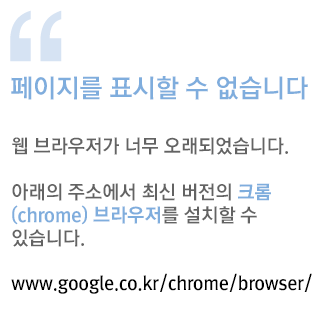 페이지를 표시할 수 없습니다
웹 브라우저가 너무 오래되었습니다.
아래의 주소에서 최신 버전의 크롬
(chrome) 브라우저를 설치할 수
있습니다.
www.google.co.kr/chrome/browser/